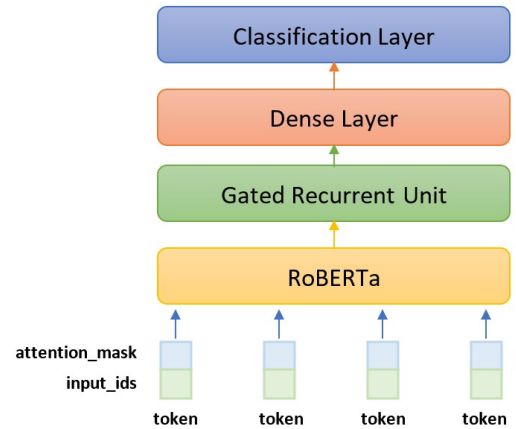 Classification Layer
Dense Layer
Gated Recurrent Unit
RoBERTa
attention_mask
input_ids
token token token token